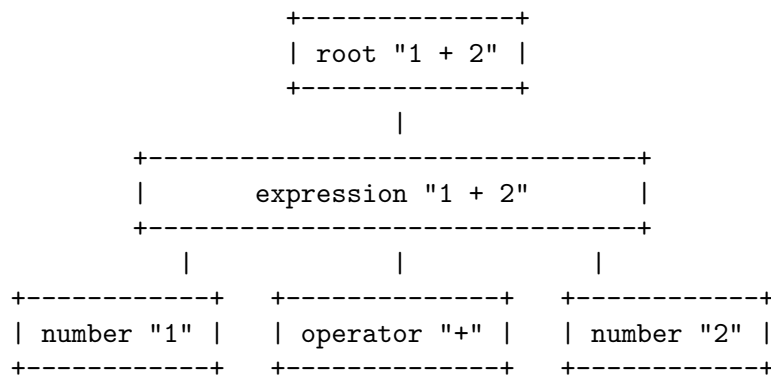 +--------------+
| root "1 + 2" |
+--------------+
|
+--------------------------------+
| expression "1 + 2" |
+--------------------------------+
| | |
+------------+ +--------------+ +------------+
| number "1" | | operator "+" | | number "2" |
+------------+ +--------------+ +------------+